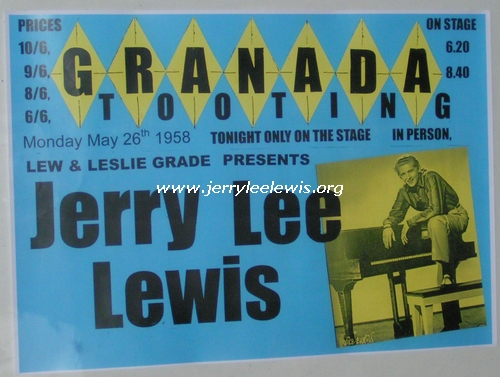 PRICES
10/6,
9/6,
8/6,
6/6,
GRANADA
TOOTING
ON STAGE
6.20
8.40
Monday May 26th 1958 TONIGHT ONLY ON THE STAGE IN PERSON,
LEW & LESLIE GRADE PRESENTS
www.jerryleelewis.org
Jerry Lee
Lewis